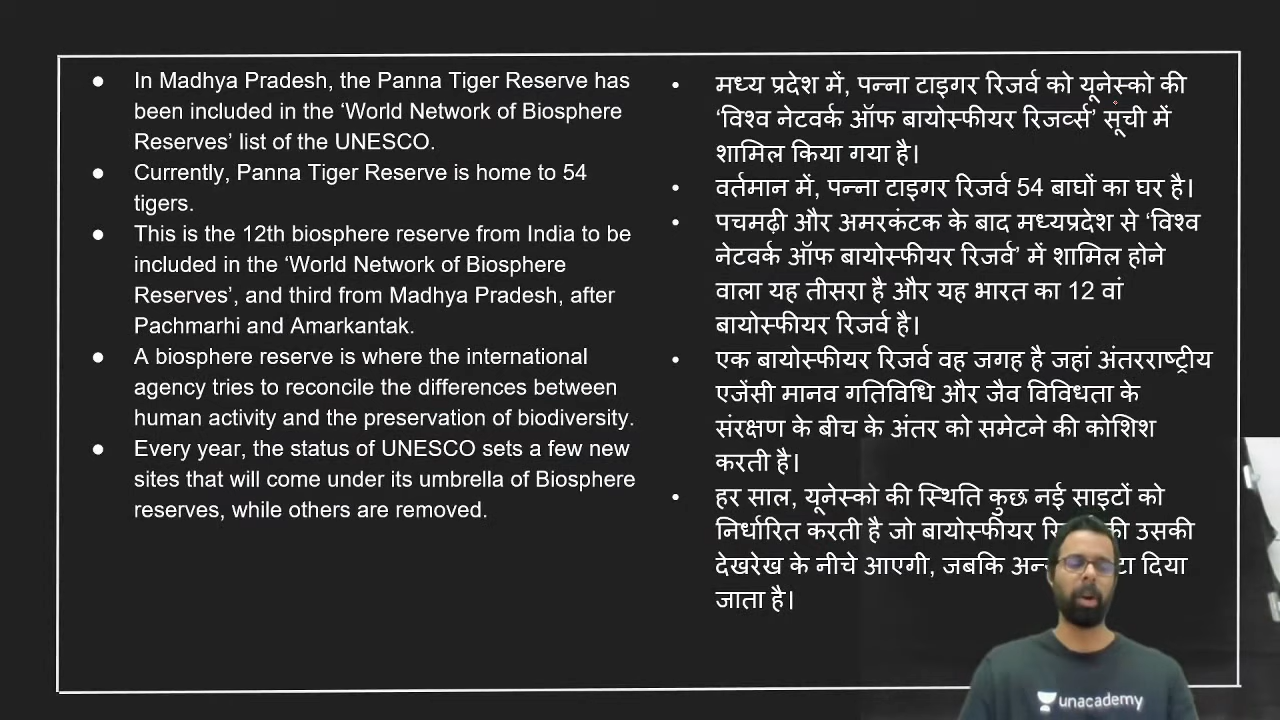 ● In Madhya Pradesh, the Panna Tiger Reserve has
been included in the ‘World Network of Biosphere
Reserves’ list of the UNESCO.
● Currently, Panna Tiger Reserve is home to 54
tigers.
● This is the 12th biosphere reserve from India to be
included in the ‘World Network of Biosphere
Reserves’, and third from Madhya Pradesh, after
Pachmarhi and Amarkantak.
● A biosphere reserve is where the international
agency tries to reconcile the differences between
human activity and the preservation of biodiversity.
● Every year, the status of UNESCO sets a few new
sites that will come under its umbrella of Biosphere
reserves, while others are removed.
• मध्य प्रदेश में, पन्ना टाइगर रिजर्व को यूनेस्को की
‘विश्व नेटवर्क ऑफ बायोस्फीयर रिजर्व्स’ सूची में
शामिल किया गया है।
• वर्तमान में, पन्ना टाइगर रिजर्व 54 बाघों का घर है।
• पचमढ़ी और अमरकंटक के बाद मध्यप्रदेश से ‘विश्व
नेटवर्क ऑफ बायोस्फीयर रिजर्व’ में शामिल होने
वाला यह तीसरा है और यह भारत का 12 वां
बायोस्फीयर रिजर्व है।
• एक बायोस्फीयर रिजर्व वह जगह है जहां अंतरराष्ट्रीय
एजेंसी मानव गतिविधि और जैव विविधता के
संरक्षण के बीच के अंतर को समेटने की कोशिश
करती है।
• हर साल, यूनेस्को की स्थिति कुछ नई साइटों को
निर्धारित करती है जो बायोस्फीयर की उसकी
देखरेख के नीचे आएगी, जबकि दिया
जाता है।
unacademy